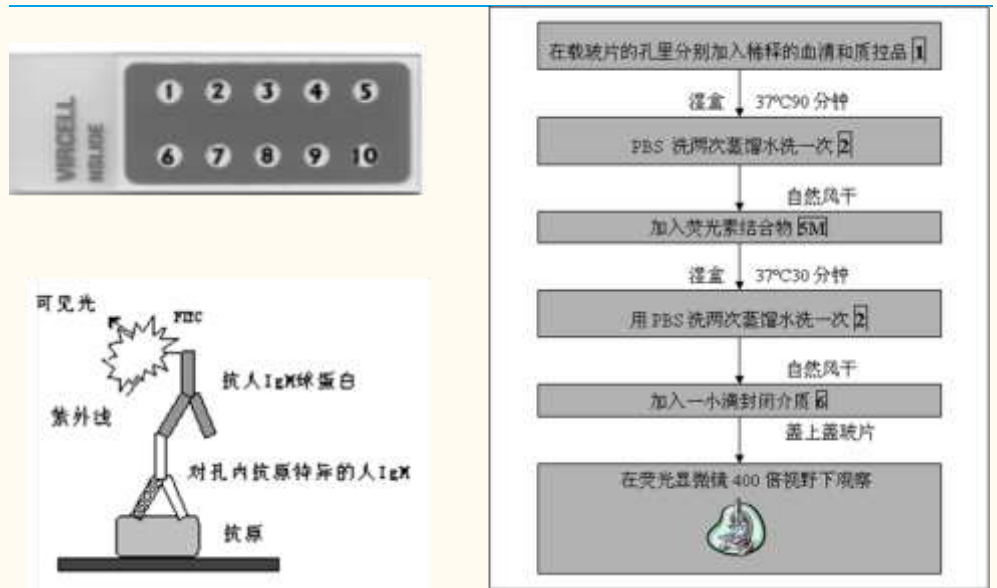 VIRCELL
1 2 3 4 5
6 7 8 9 10
可见光
FITC
抗人IgM球蛋白
紫外线
对孔内抗原特异的人IgM
抗原
在载玻片的孔里分别加入稀释的血清和质控品 1
湿盒 37℃90 分钟
PBS 洗两次蒸馏水洗一次 2
自然风干
加入荧光素结合物 5M
湿盒 37℃30 分钟
用 PBS 洗两次蒸馏水洗一次 2
自然风干
加入一小滴封闭介质 6
盖上盖玻片
在荧光显微镜 400 倍视野下观察